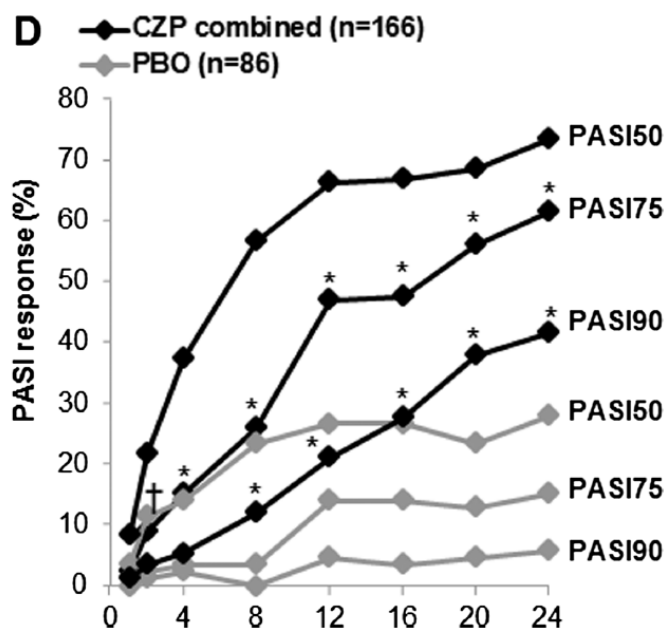 D
CZP combined (n=166)
PBO (n=86)
80
70
60
50
40
30
20
10
0
PASI response (%)
PASI50
*
PASI75
*
*
*
*
PASI90
*
*
*
PASI50
*
*
*
†
PASI75
PASI90
0 4 8 12 16 20 24